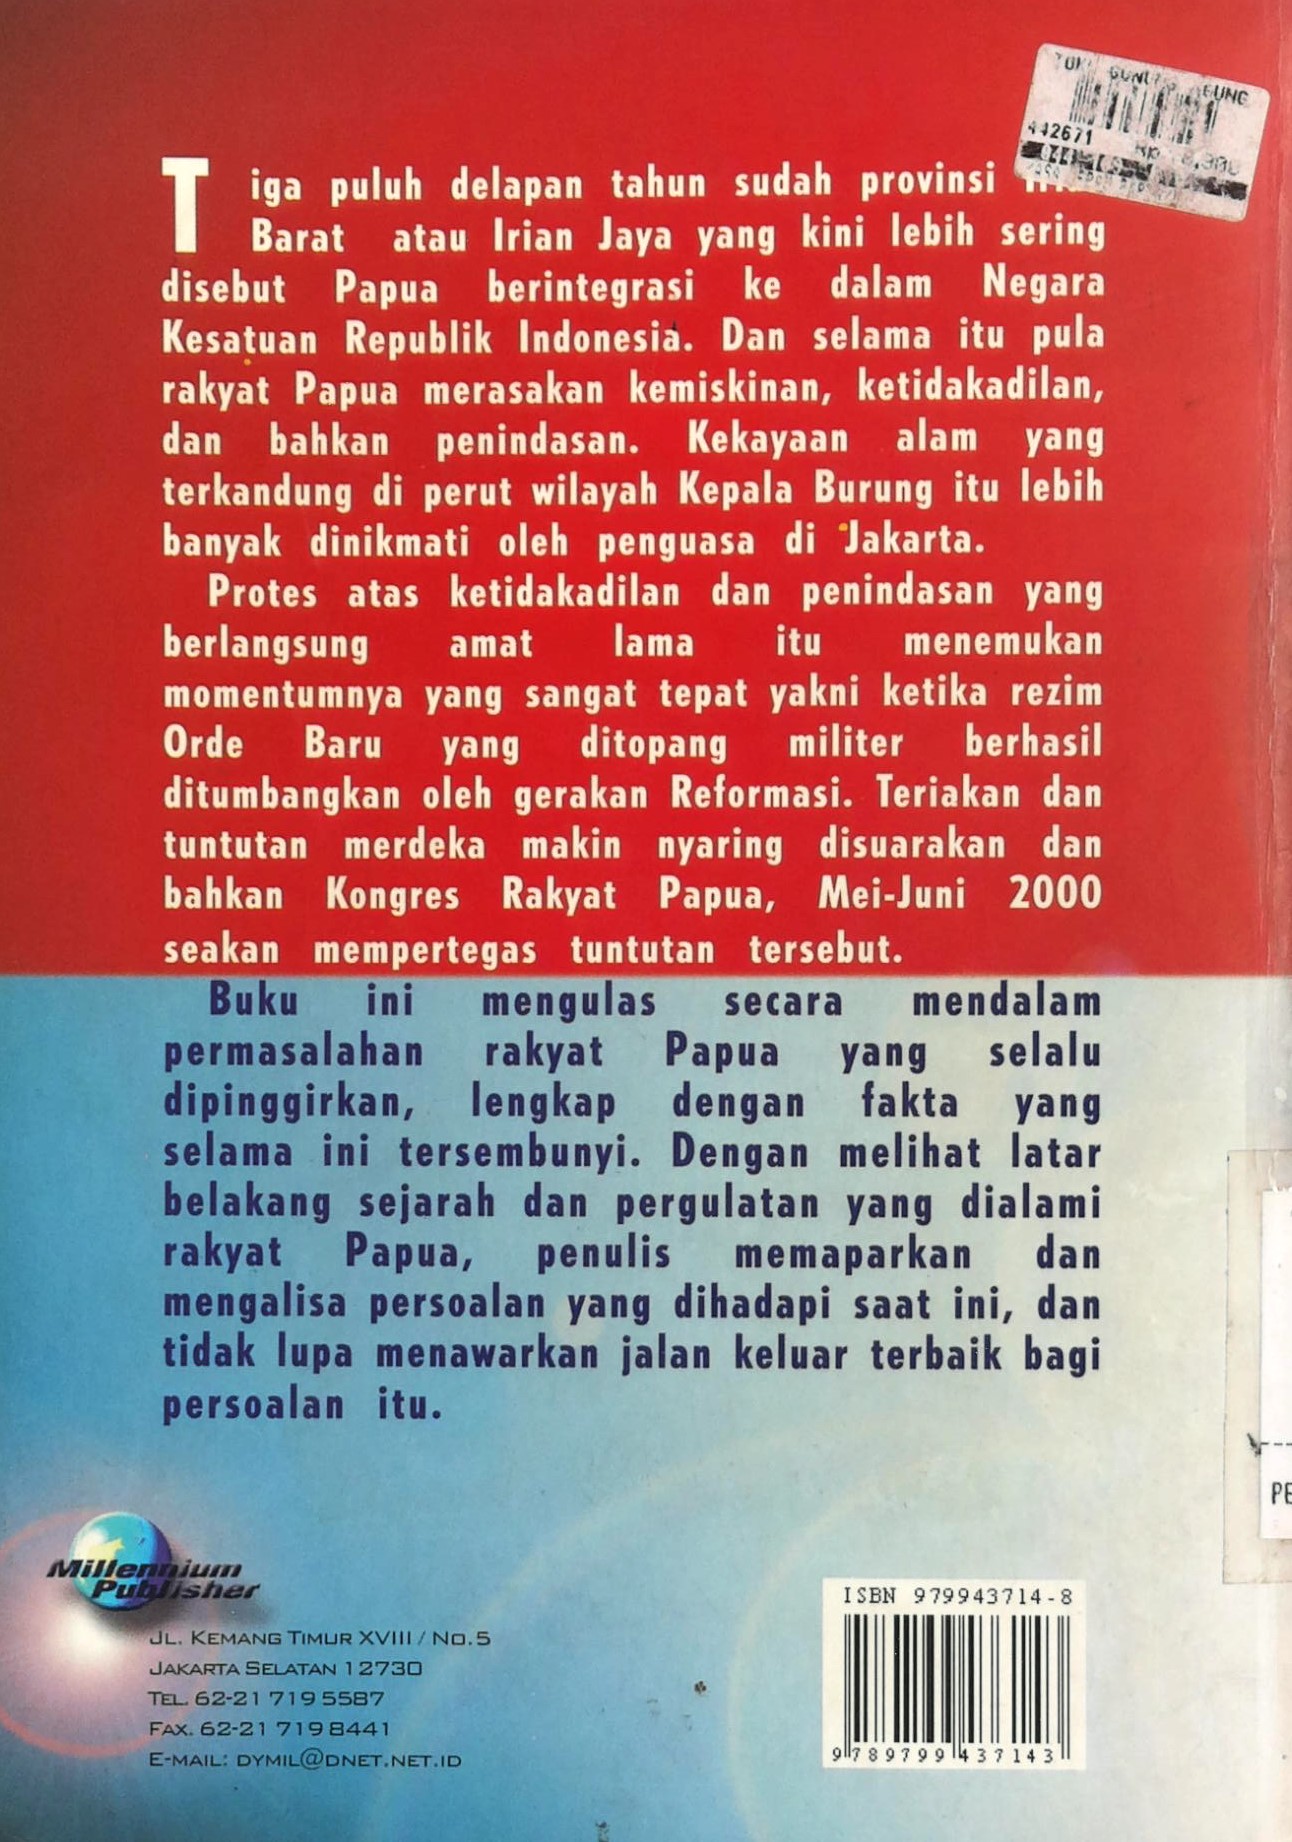 TOK GUNUNG AGUNG
442671
Tiga puluh delapan tahun sudah provinsi
Barat atau Irian Jaya yang kini lebih sering
disebut Papua berintegrasi ke dalam Negara
Kesatuan Republik Indonesia. Dan selama itu pula
rakyat Papua merasakan kemiskinan, ketidakadilan,
dan bahkan penindasan. Kekayaan alam yang
terkandung di perut wilayah Kepala Burung itu lebih
banyak dinikmati oleh penguasa di Jakarta.
Protes atas ketidakadilan dan penindasan yang
berlangsung amat lama itu menemukan
momentumnya yang sangat tepat yakni ketika rezim
Orde Baru yang ditopang militer berhasil
ditumbangkan oleh gerakan Reformasi. Teriakan dan
tuntutan merdeka makin nyaring disuarakan dan
bahkan Kongres Rakyat Papua, Mei-Juni 2000
seakan mempertegas tuntutan tersebut.
Buku ini mengulas secara mendalam
permasalahan rakyat Papua yang selalu
dipinggirkan, lengkap dengan fakta yang
selama ini tersembunyi. Dengan melihat latar
belakang sejarah dan pergulatan yang dialami
rakyat Papua, penulis memaparkan dan
mengalisa persoalan yang dihadapi saat ini, dan
tidak lupa menawarkan jalan keluar terbaik bagi
persoalan itu.
PE
Millennium
Publisher
JL. KEMANG TIMUR XVIII / NO.5
JAKARTA SELATAN 12730
TEL. 62-21 719 5587
FAX. 62-21 719 8441
E-MAIL: DYMIL@DNET.NET.ID
ISBN 979943714-8
9 789799 437143